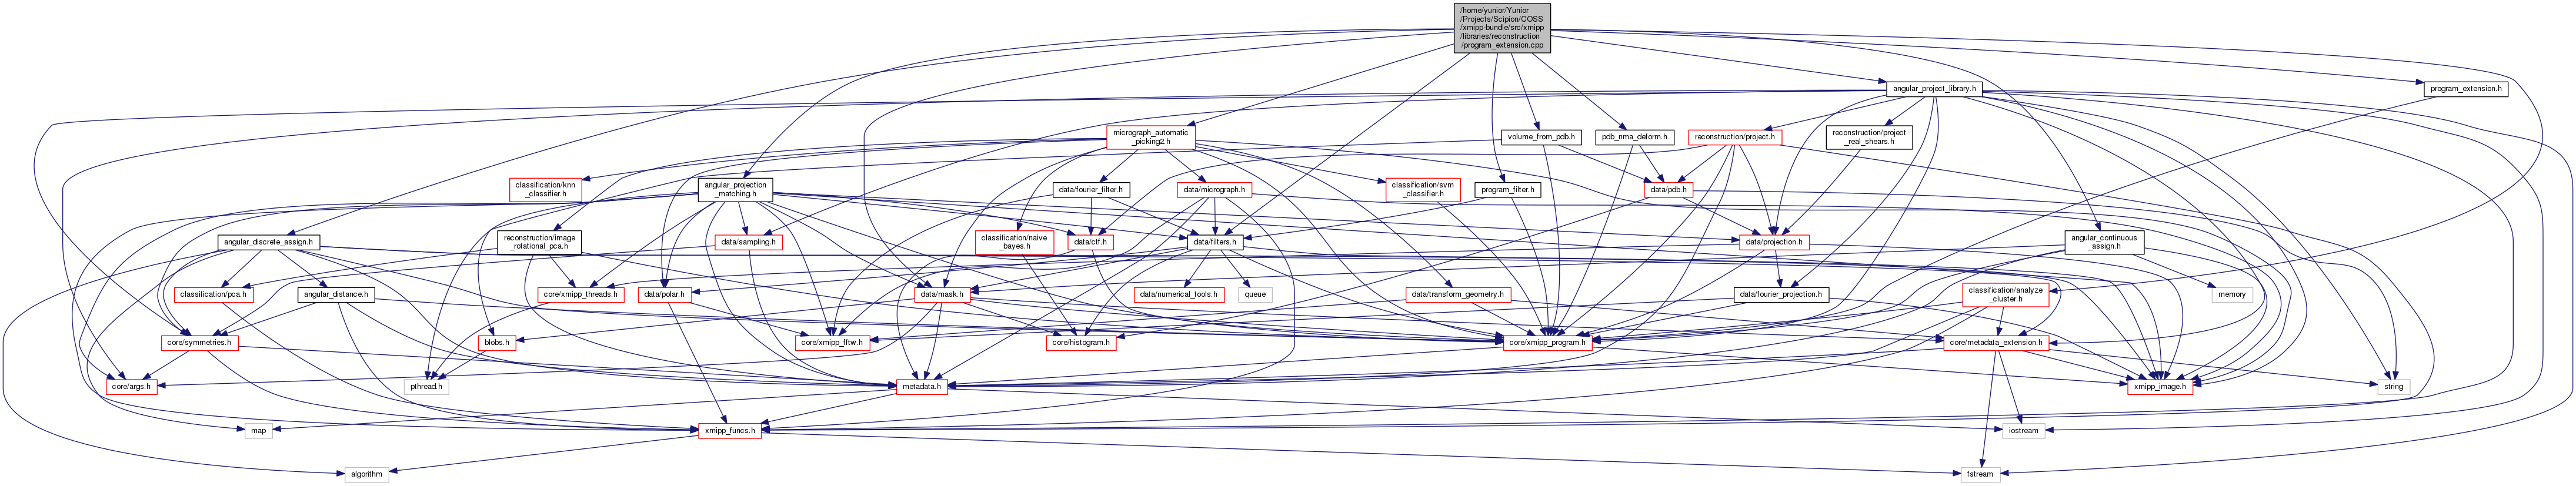 /home/yunior/Yunior
/Projects/Scipion/COSS
/xmipp-bundle/src/xmipp
/libraries/reconstruction
/program_extension.cpp
angular_project_library.h
program_extension.h
micrograph_automatic
_picking2.h
volume_from_pdb.h
pdb_nma_deform.h
reconstruction/project.h
reconstruction/project
_real_shears.h
classification/knn
_classifier.h
angular_projection
_matching.h
data/fourier_filter.h
data/micrograph.h
classification/svm
_classifier.h
program_filter.h
data/pdb.h
angular_discrete_assign.h
reconstruction/image
_rotational_pca.h
data/sampling.h
classification/naive
_bayes.h
data/ctf.h
data/filters.h
data/projection.h
angular_continuous
_assign.h
classification/pca.h
angular_distance.h
core/xmipp_threads.h
data/polar.h
data/mask.h
data/numerical_tools.h
queue
data/transform_geometry.h
data/fourier_projection.h
classification/analyze
_cluster.h
memory
core/symmetries.h
blobs.h
core/xmipp_fftw.h
core/histogram.h
core/xmipp_program.h
core/metadata_extension.h
core/args.h
pthread.h
metadata.h
xmipp_image.h
string
map
xmipp_funcs.h
iostream
algorithm
fstream